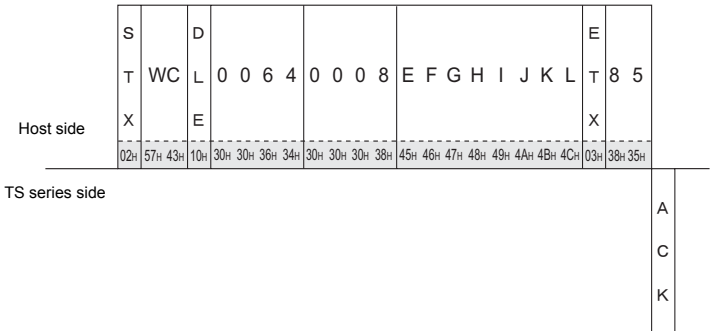 S D E
T WC L 0 0 6 4 0 0 0 8 E F G H I J K L T 8 5
X E X
Host side
02H 57H 43H 10H 30H 30H 36H 34H 30H 30H 30H 38H 45H 46H 47H 48H 49H 4AH 4BH 4CH 03H 38H 35H
TS series side
A
C
K